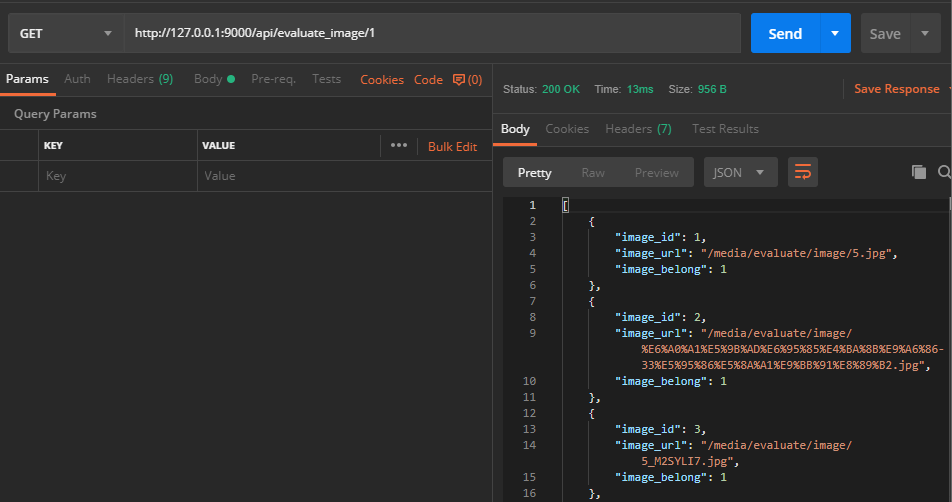 GET http://127.0.0.1:9000/api/evaluate_image/1 Send Save
Params Auth Headers (9) Body Pre-req. Tests Cookies Code (0)
Query Params
KEY VALUE ••• Bulk Edit
Key Value
Status: 200 OK Time: 13ms Size: 956 B Save Response
Body Cookies Headers (7) Test Results
Pretty Raw Preview JSON
1 [
2 {
3 "image_id": 1,
4 "image_url": "/media/evaluate/image/5.jpg",
5 "image_belong": 1
6 },
7 {
8 "image_id": 2,
9 "image_url": "/media/evaluate/image/
%E6%A0%A1%E5%9B%AD%E6%95%85%E4%BA%8B%E9%A6%86-
33%E5%95%86%E5%8A%A1%E9%BB%91%E8%89%B2.jpg",
10 "image_belong": 1
11 },
12 {
13 "image_id": 3,
14 "image_url": "/media/evaluate/image/
5_M2SYLI7.jpg",
15 "image_belong": 1
16 },